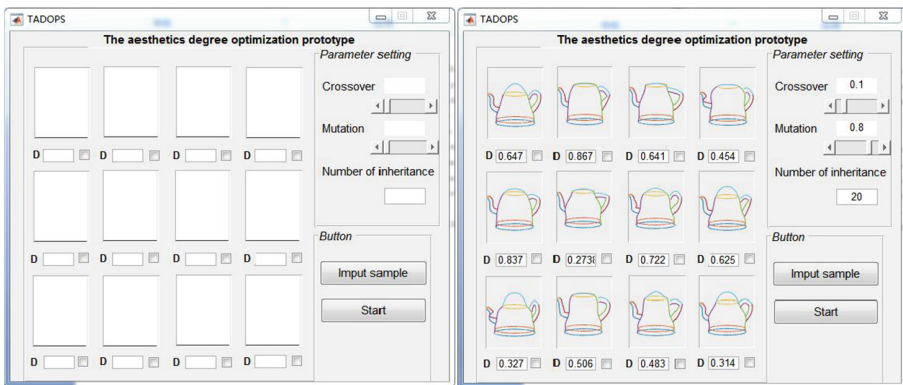 TADOPS
The aesthetics degree optimization prototype
Parameter setting
Crossover
Mutation
D D D D
Number of inheritance
D D D D
Button
Imput sample
Start
D D D D
TADOPS
The aesthetics degree optimization prototype
Parameter setting
Crossover 0.1
Mutation 0.8
D 0.647 D 0.867 D 0.641 D 0.454
Number of inheritance
20
Button
D 0.837 D 0.2738 D 0.722 D 0.625
Imput sample
Start
D 0.327 D 0.506 D 0.483 D 0.314